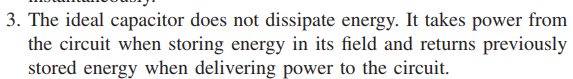 instantaneously.
3. The ideal capacitor does not dissipate energy. It takes power from
the circuit when storing energy in its field and returns previously
stored energy when delivering power to the circuit.